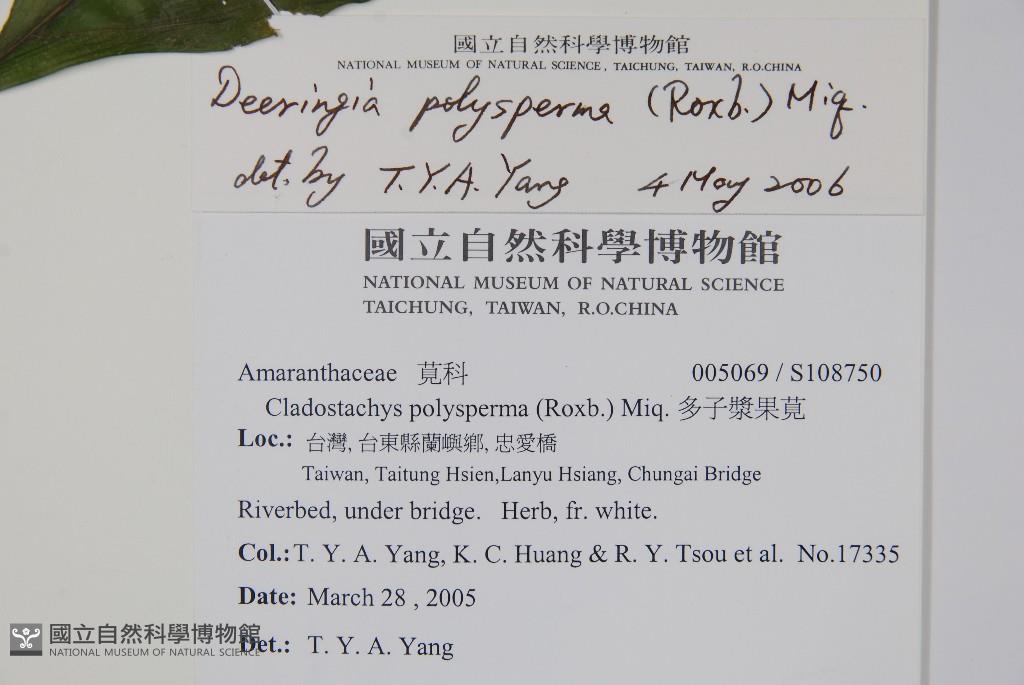 國立自然科學博物館
NATIONAL MUSEUM OF NATURAL SCIENCE, TAICHUNG, TAIWAN, R.O.CHINA
Deeringia polysperma (Roxb.) Miq.
det. by T.Y.A. Yang 4 May 2006
國立自然科學博物館
NATIONAL MUSEUM OF NATURAL SCIENCE
TAICHUNG, TAIWAN, R.O.CHINA
Amaranthaceae 莧科 005069 / S108750
Cladostachys polysperma (Roxb.) Miq. 多子漿果莧
Loc.: 台灣, 台東縣蘭嶼鄉, 忠愛橋
Taiwan, Taitung Hsien,Lanyu Hsiang, Chungai Bridge
Riverbed, under bridge. Herb, fr. white.
Col.: T. Y. A. Yang, K. C. Huang & R. Y. Tsou et al. No.17335
Date: March 28 , 2005
Det.: T. Y. A. Yang
國立自然科學博物館
NATIONAL MUSEUM OF NATURAL SCIENCE